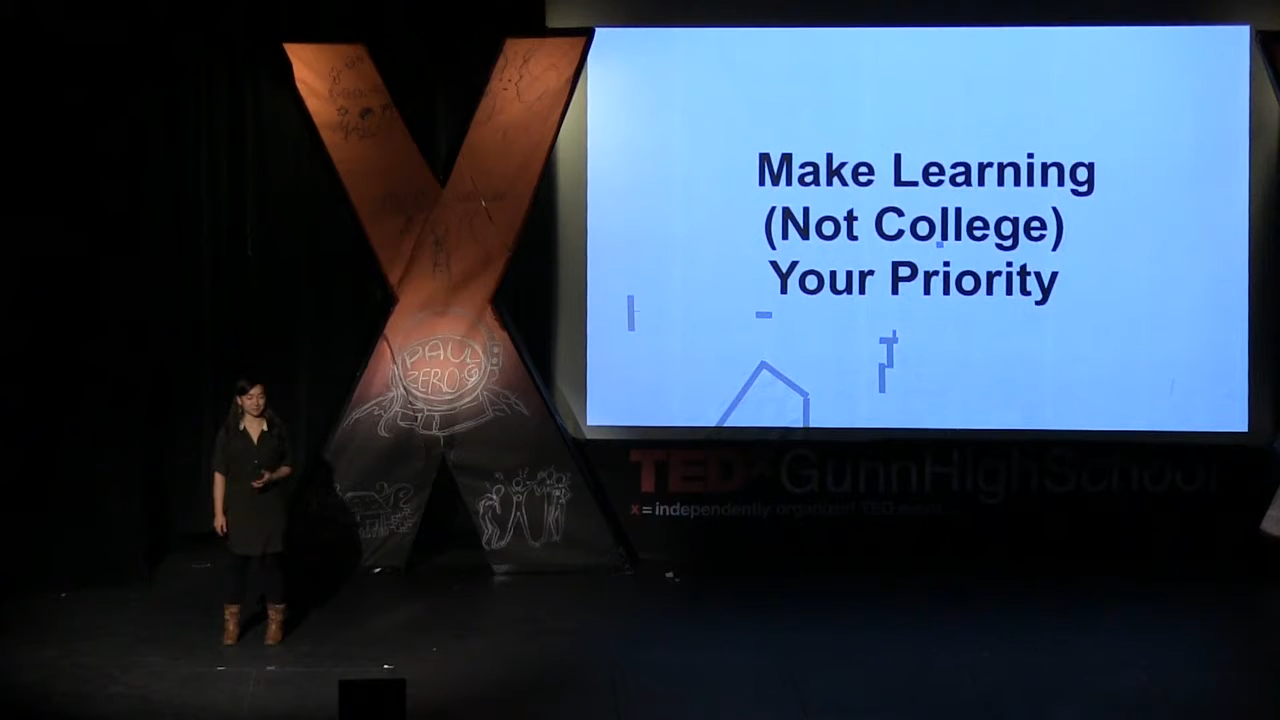 Make Learning
(Not College)
Your Priority
PAUL
ZERO-G
TEDxGunnHighSchool
x = independently organized TED event